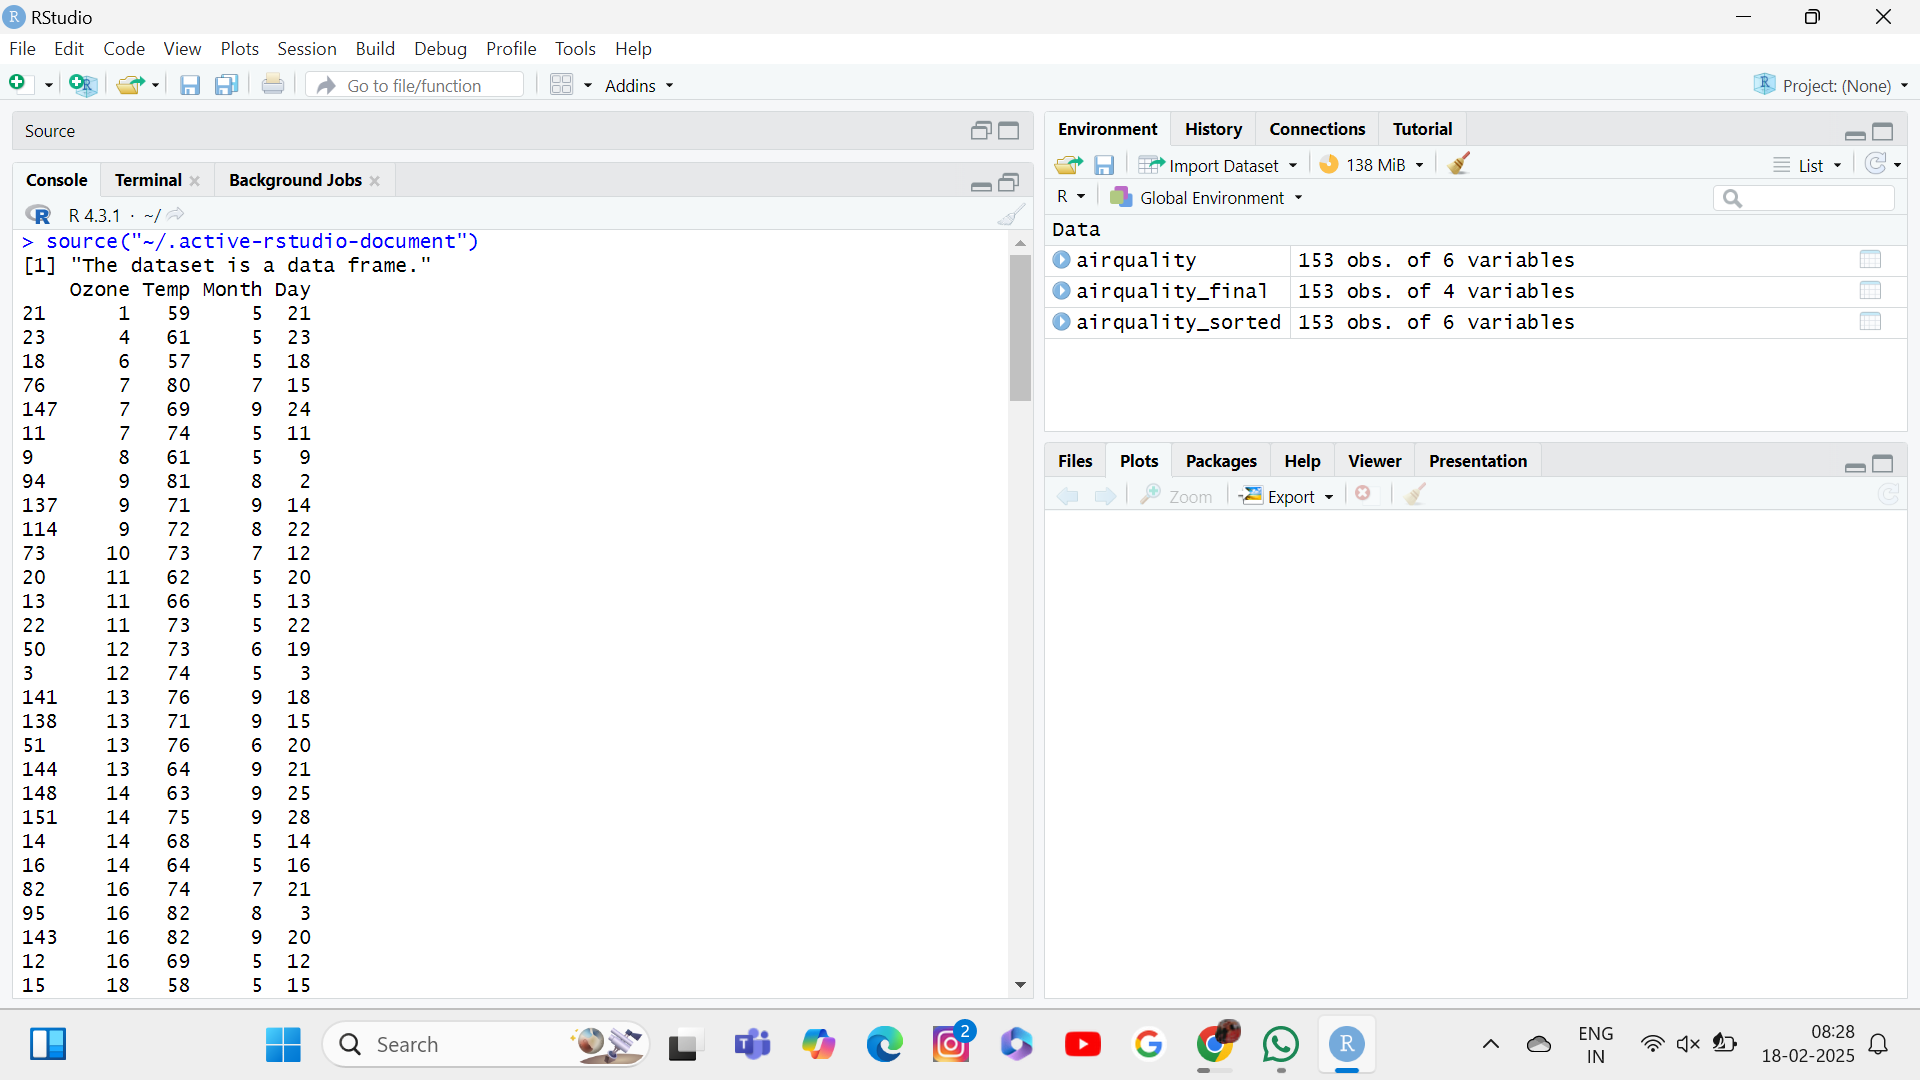 RStudio
File Edit Code View Plots Session Build Debug Profile Tools Help
Go to file/function Addins Project: (None)
Source
Console Terminal Background Jobs
R 4.3.1 · ~/
> source("~/.active-rstudio-document")
[1] "The dataset is a data frame."
Ozone Temp Month Day
21 1 59 5 21
23 4 61 5 23
18 6 57 5 18
76 7 80 7 15
147 7 69 9 24
11 7 74 5 11
9 8 61 5 9
94 9 81 8 2
137 9 71 9 14
114 9 72 8 22
73 10 73 7 12
20 11 62 5 20
13 11 66 5 13
22 11 73 5 22
50 12 73 6 19
3 12 74 5 3
141 13 76 9 18
138 13 71 9 15
51 13 76 6 20
144 13 64 9 21
148 14 63 9 25
151 14 75 9 28
14 14 68 5 14
16 14 64 5 16
82 16 74 7 21
95 16 82 8 3
143 16 82 9 20
12 16 69 5 12
15 18 58 5 15
Environment History Connections Tutorial
Import Dataset 138 MiB List
R Global Environment
Data
airquality 153 obs. of 6 variables
airquality_final 153 obs. of 4 variables
airquality_sorted 153 obs. of 6 variables
Files Plots Packages Help Viewer Presentation
Zoom Export
Search
2
ENG
IN
08:28
18-02-2025